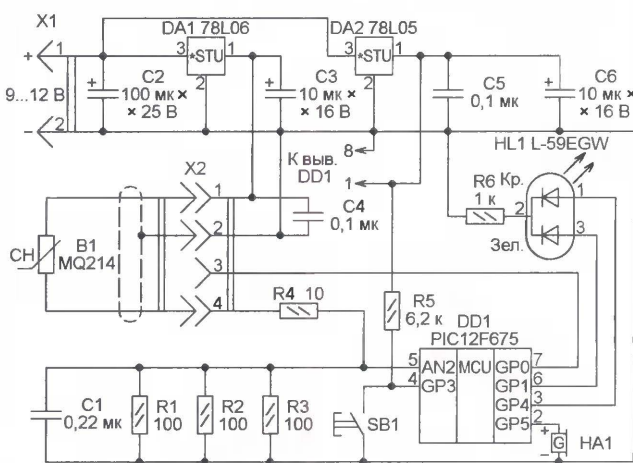 X1
DA1 78L06
DA2 78L05
+ 1
3 *STU 1
2
3 *STU 1
2
9...12 В
− 2
+ C2
100 мк ×
× 25 В
+ C3
10 мк ×
× 16 В
C5
0,1 мк
+ C6
10 мк ×
× 16 В
К выв.
DD1
8
1
HL1 L-59EGW
X2
1
2
3
4
C4
0,1 мк
R6
1 к
Кр.
2
1
3
Зел.
CH
B1
MQ214
R4 10
R5
6,2 к
DD1
PIC12F675
5 AN2 MCU GP0 7
4 GP3 GP1 6
GP4 3
GP5 2
C1
0,22 мк
R1
100
R2
100
R3
100
SB1
+
−
G
HA1